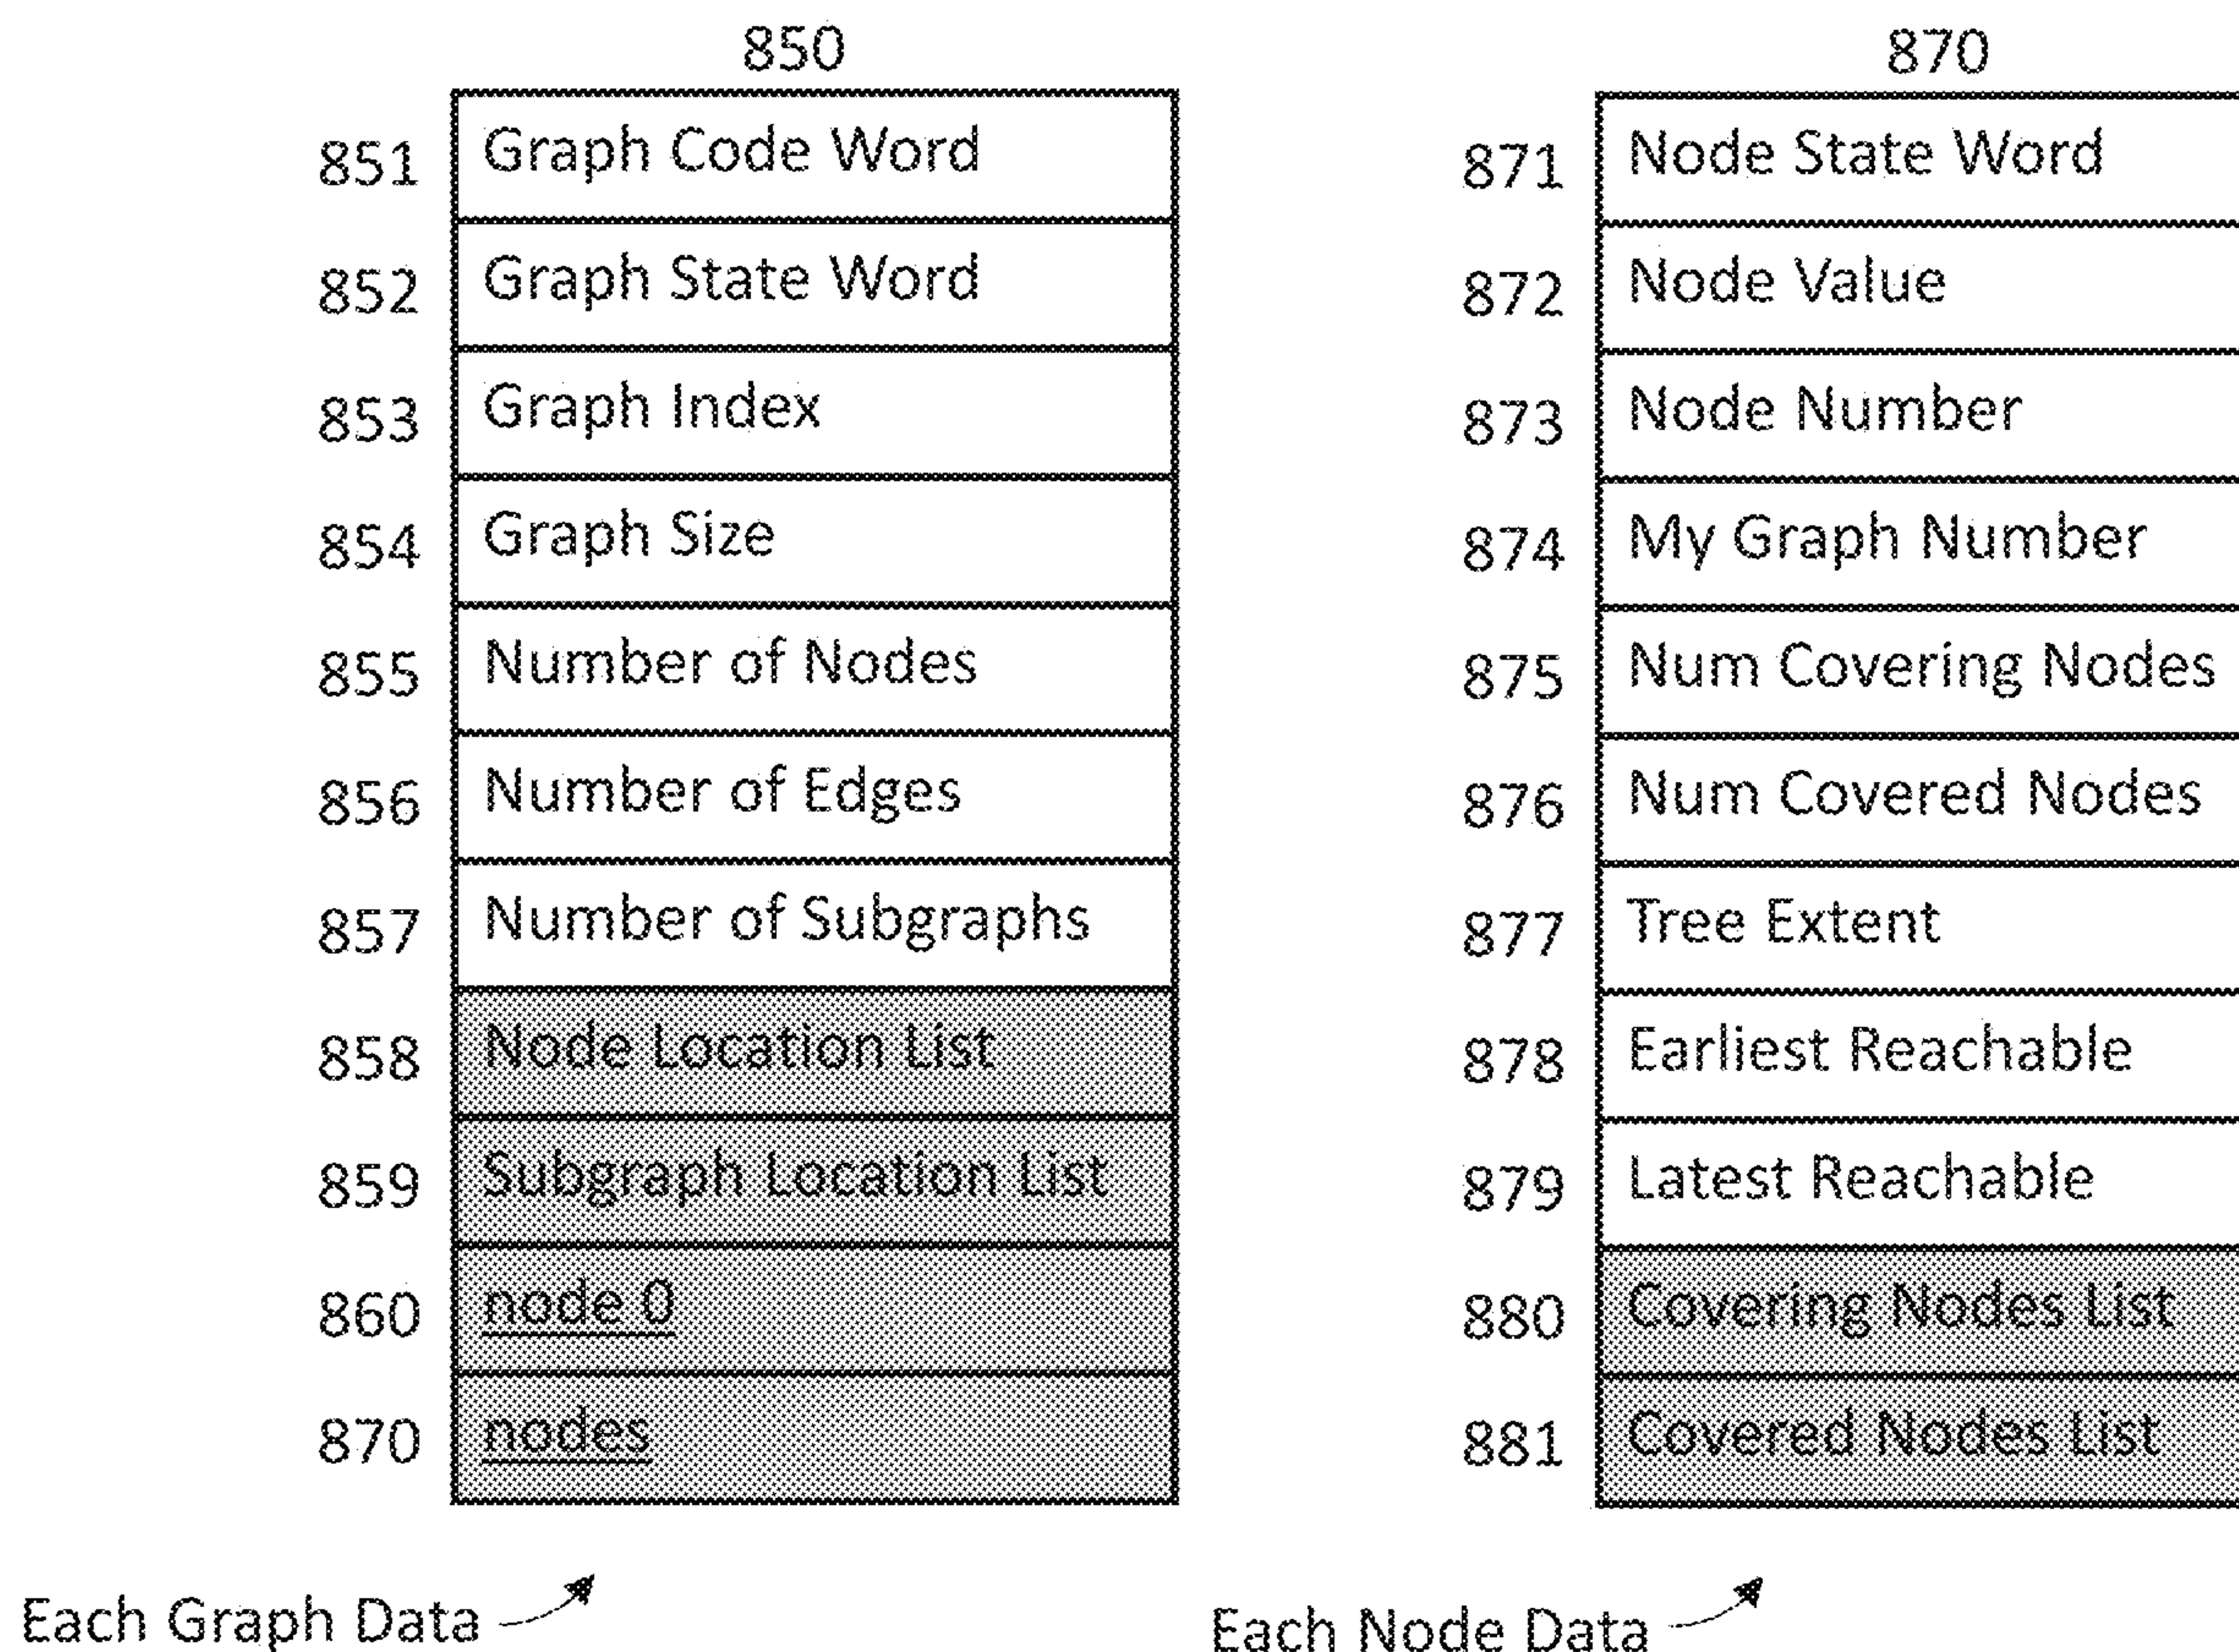 850
851 Graph Code Word
852 Graph State Word
853 Graph Index
854 Graph Size
855 Number of Nodes
856 Number of Edges
857 Number of Subgraphs
858 Node Location List
859 Subgraph Location List
860 node 0
870 nodes
Each Graph Data
870
871 Node State Word
872 Node Value
873 Node Number
874 My Graph Number
875 Num Covering Nodes
876 Num Covered Nodes
877 Tree Extent
878 Earliest Reachable
879 Latest Reachable
880 Covering Nodes List
881 Covered Nodes List
Each Node Data